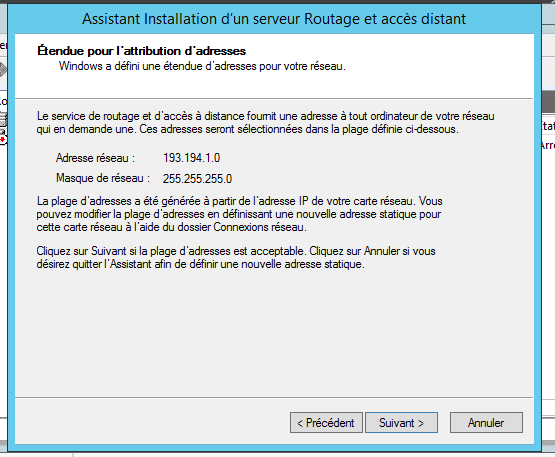 Assistant Installation d'un serveur Routage et accès distant
Étendue pour l'attribution d'adresses
Windows a défini une étendue d'adresses pour votre réseau.
Le service de routage et d'accès à distance fournit une adresse à tout ordinateur de votre réseau
qui en demande une. Ces adresses seront sélectionnées dans la plage définie ci-dessous.
Adresse réseau : 193.194.1.0
Masque de réseau : 255.255.255.0
La plage d'adresses a été générée à partir de l'adresse IP de votre carte réseau. Vous
pouvez modifier la plage d'adresses en définissant une nouvelle adresse statique pour
cette carte réseau à l'aide du dossier Connexions réseau.
Cliquez sur Suivant si la plage d'adresses est acceptable. Cliquez sur Annuler si vous
désirez quitter l'Assistant afin de définir une nouvelle adresse statique.
< Précédent Suivant > Annuler